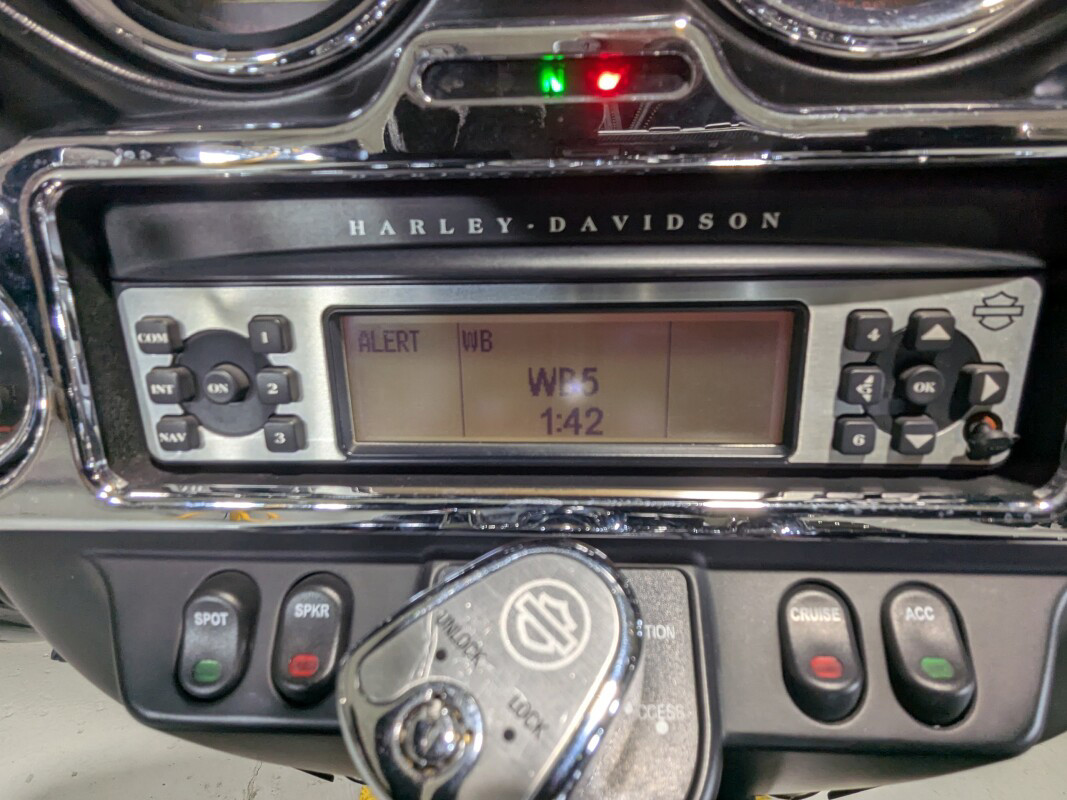 N
HARLEY-DAVIDSON
COM
1
INT
ON
2
NAV
3
ALERT WB
WB5
1:42
4
5
OK
6
SPOT
SPKR
UNLOCK
LOCK
CRUISE
ACC